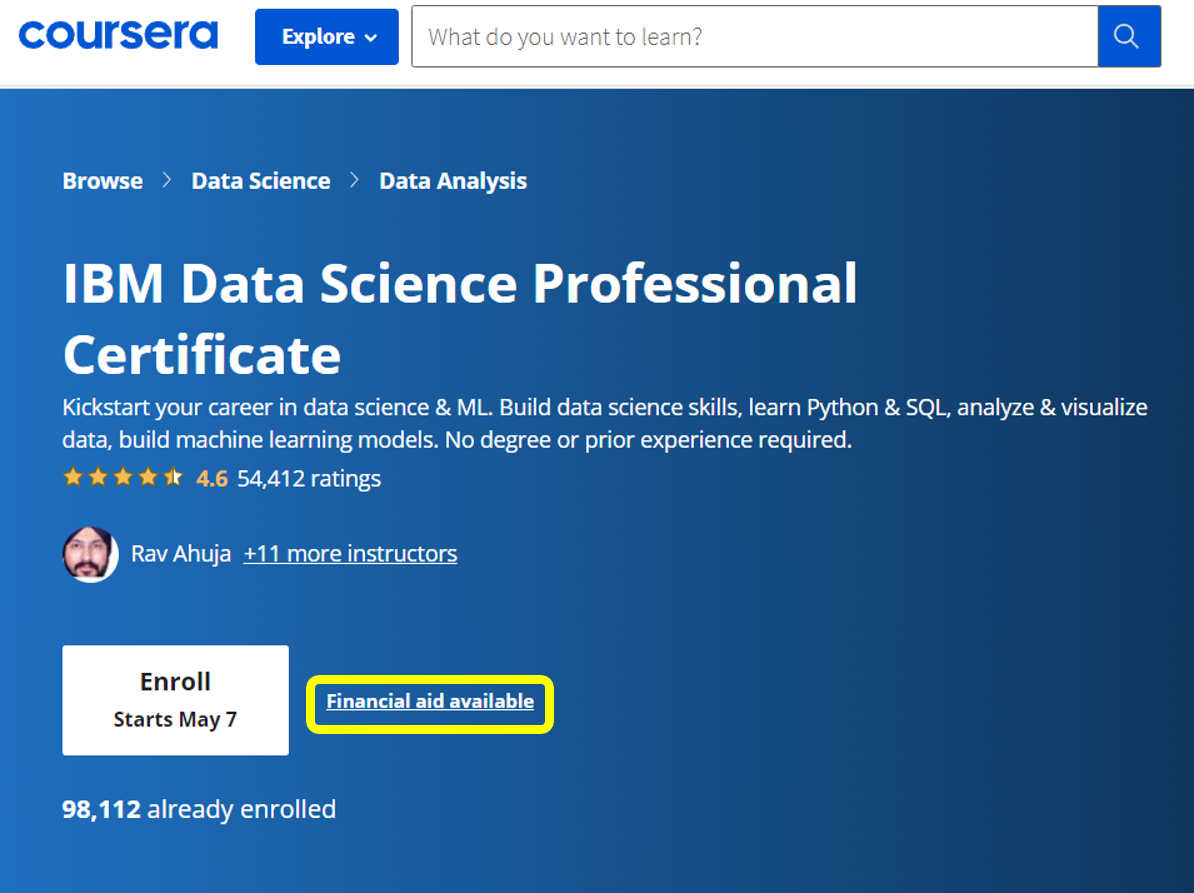 coursera
Explore
What do you want to learn?
Browse
Data Science
Data Analysis
IBM Data Science Professional
Certificate
Kickstart your career in data science & ML. Build data science skills, learn Python & SQL, analyze & visualize
data, build machine learning models. No degree or prior experience required.
4.6 54,412 ratings
Rav Ahuja +11 more instructors
Enroll
Starts May 7
Financial aid available
98,112 already enrolled